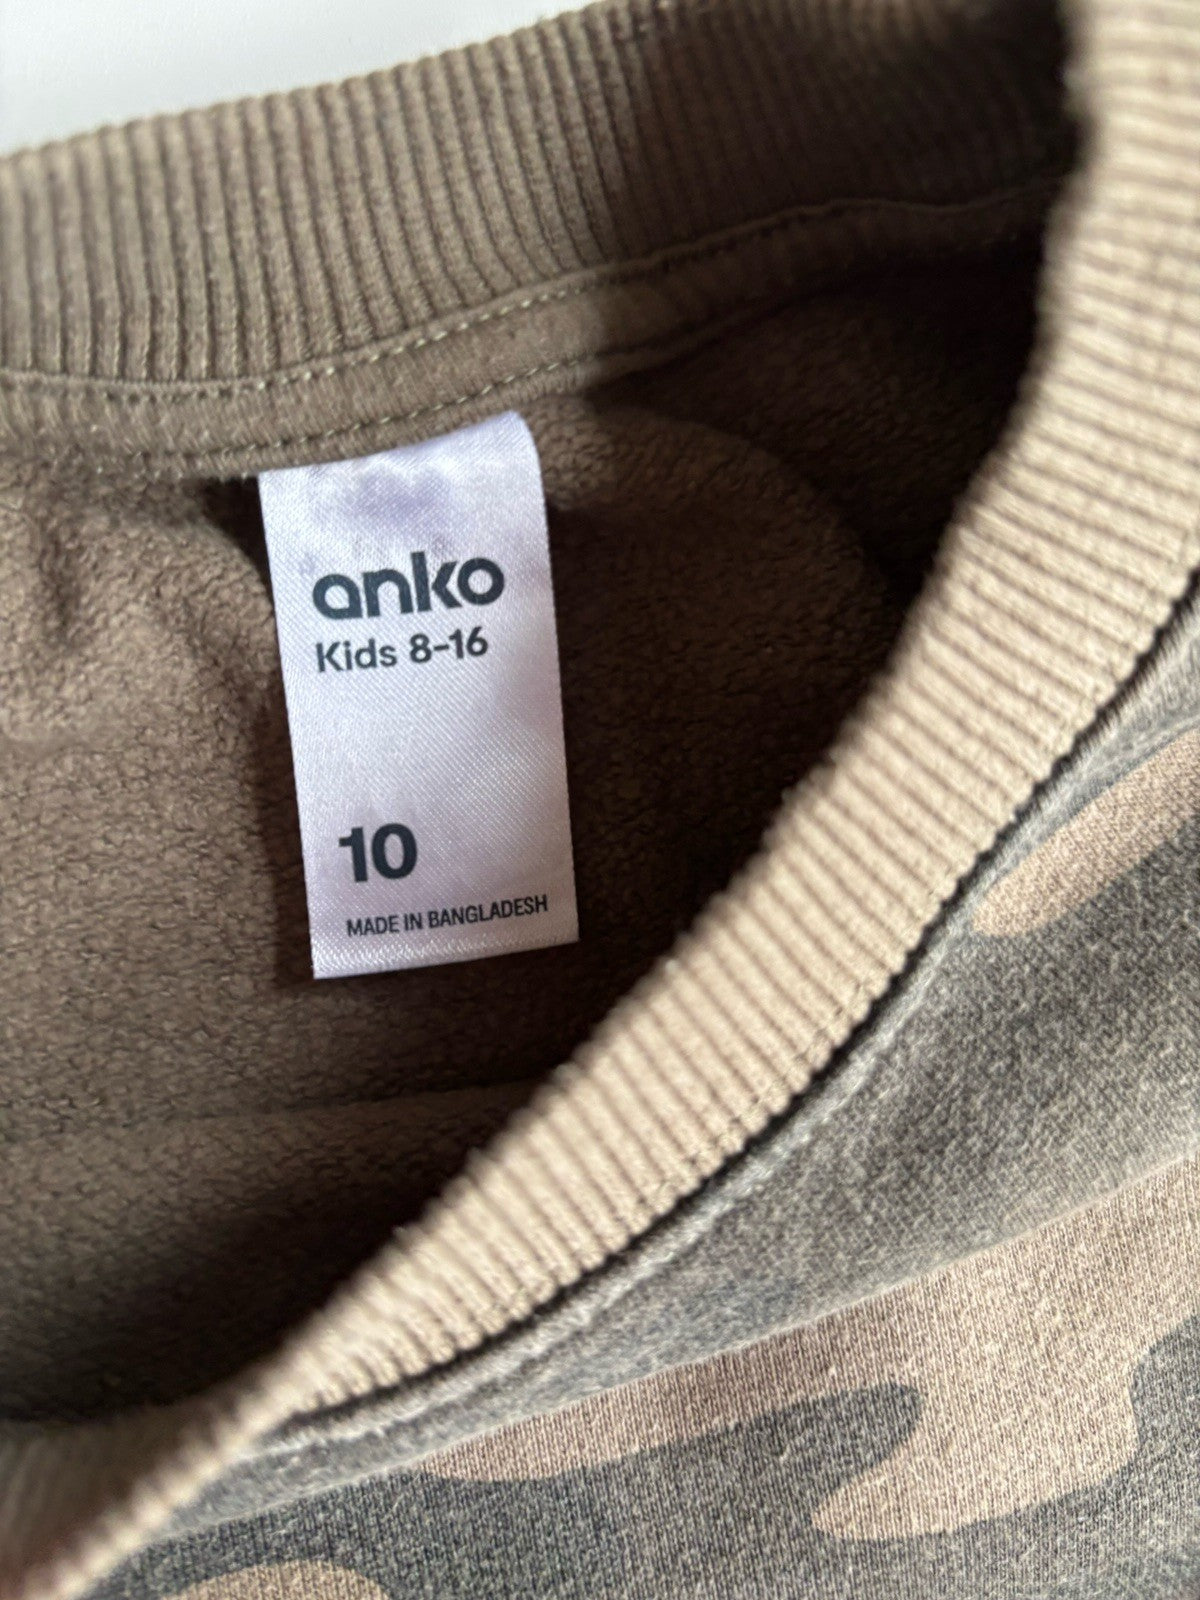 anko
Kids 8-16
10
MADE IN BANGLADESH